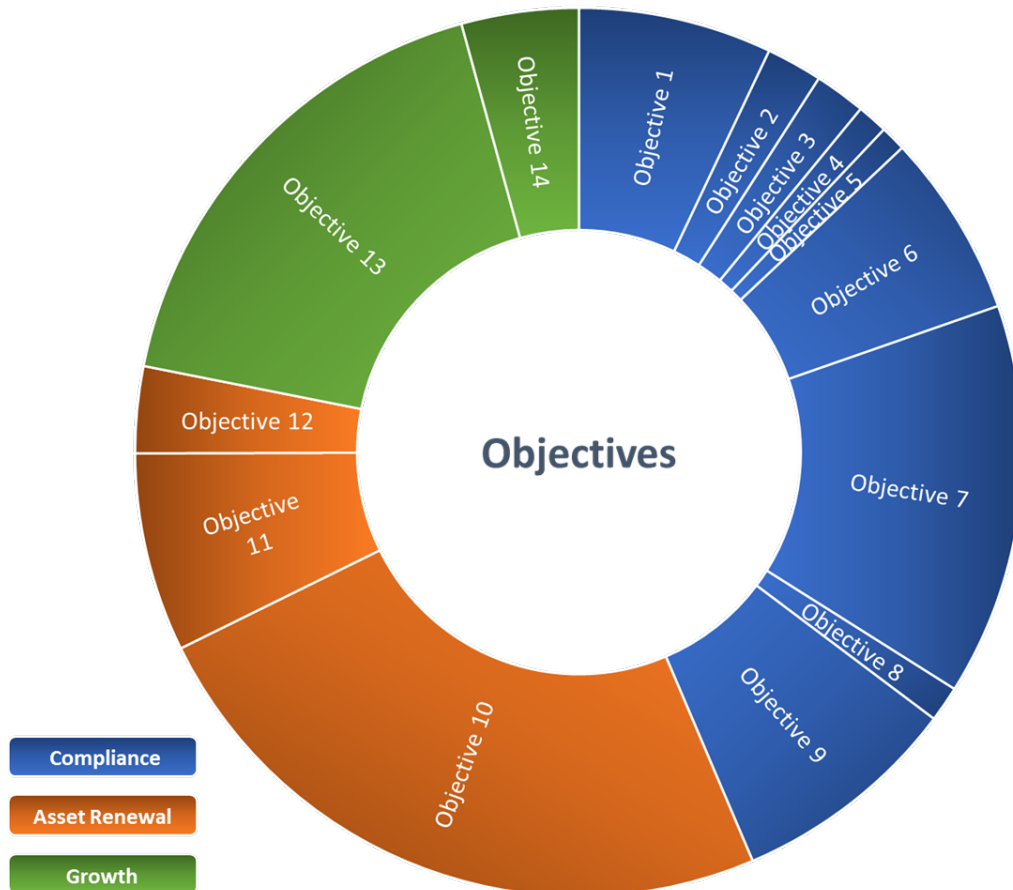 Objective 1
Objective 2
Objective 3
Objective 4
Objective 5
Objective 6
Objective 7
Objective 8
Objective 9
Objective 10
Objective
11
Objective 12
Objective 13
Objective 14
Objectives
Compliance
Asset Renewal
Growth